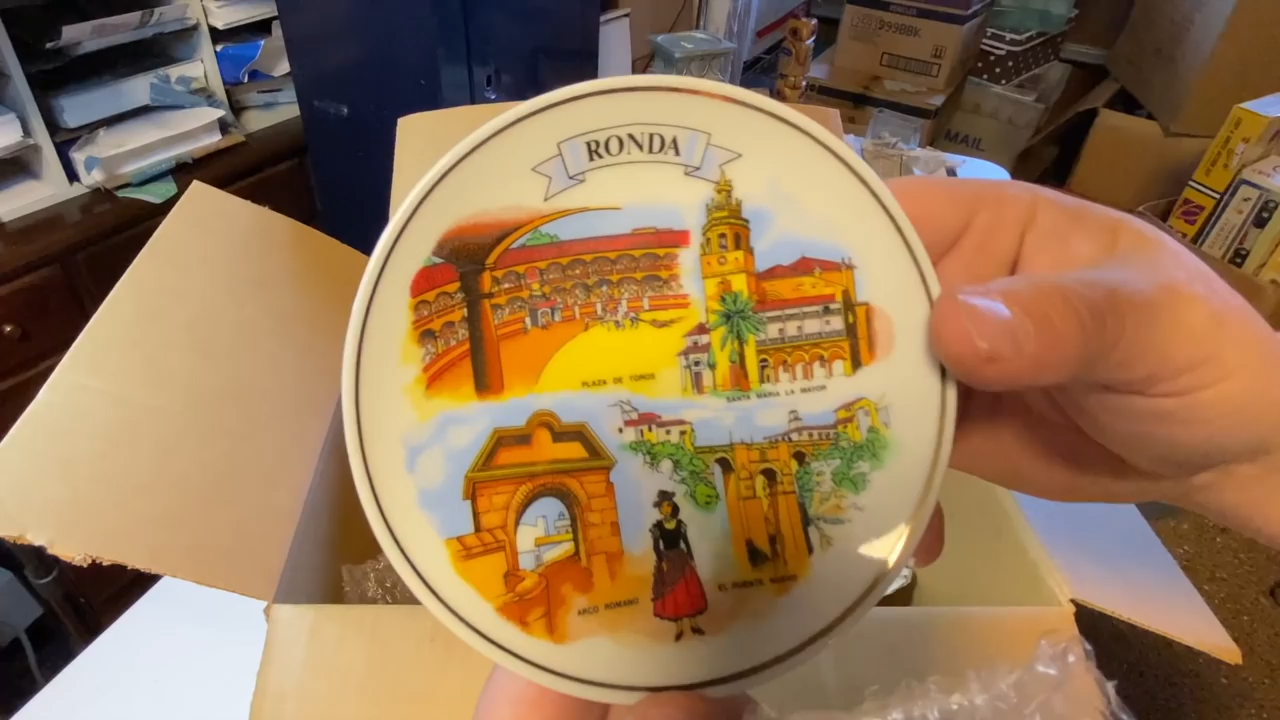 RONDA
PLAZA DE TOROS
SANTA MARIA LA MAYOR
ARCO ROMANO
EL PUENTE NUEVO
MAIL